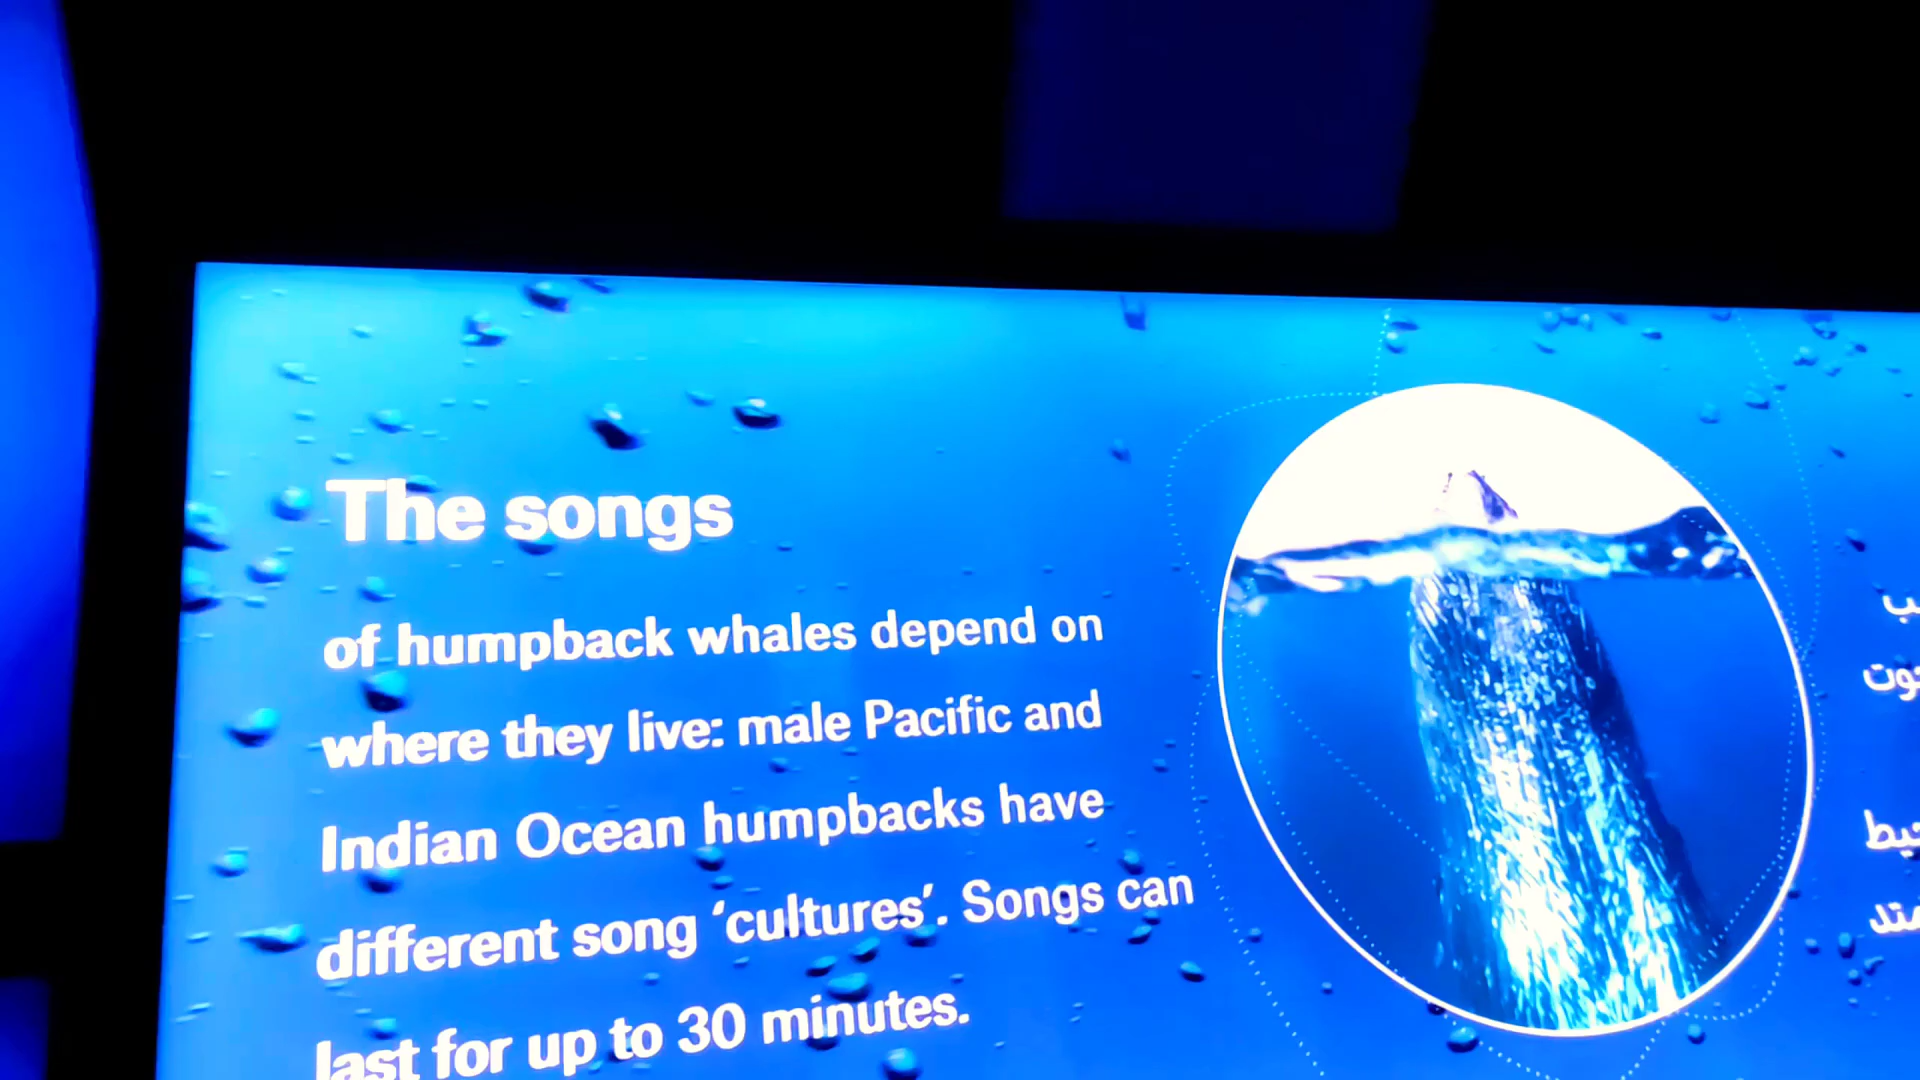 The songs
of humpback whales depend on
where they live: male Pacific and
Indian Ocean humpbacks have
different song ‘cultures’. Songs can
last for up to 30 minutes.